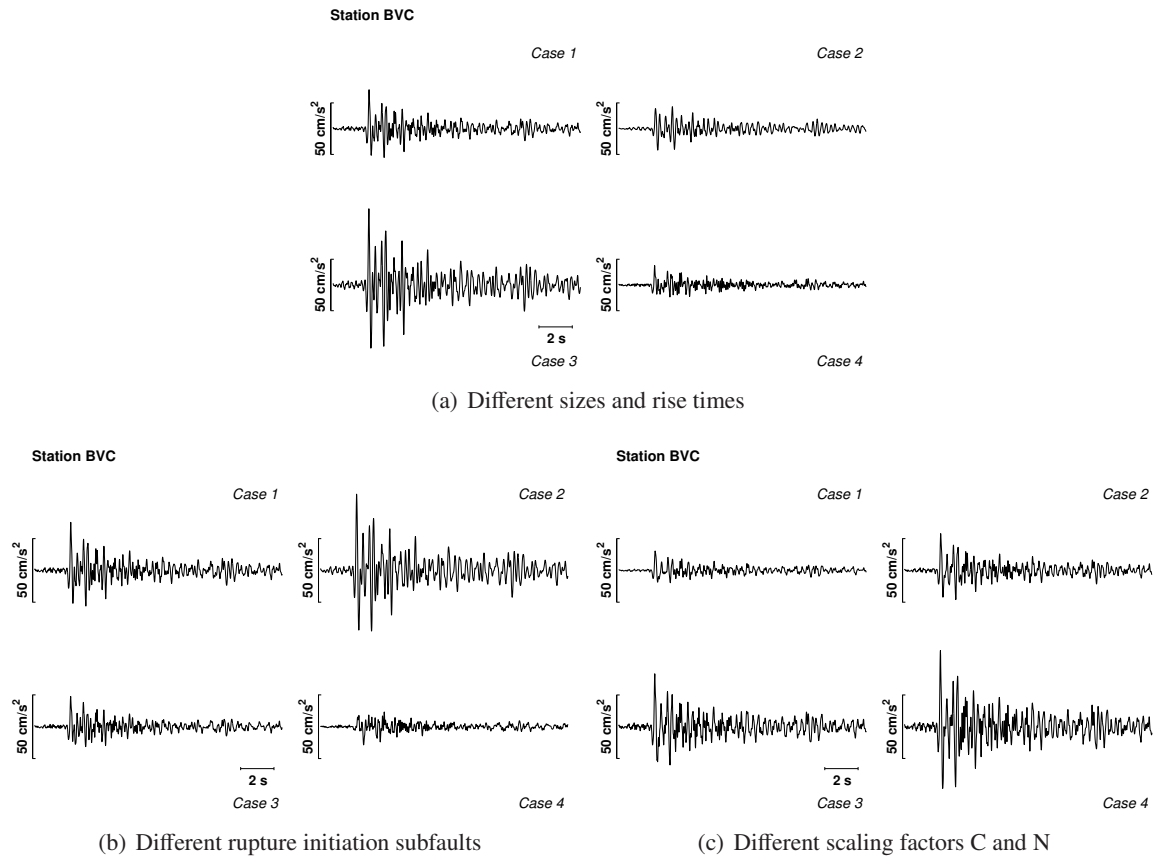 Station BVC
Case 1
Case 2
50 cm/s²
50 cm/s²
50 cm/s²
50 cm/s²
2 s
Case 3
Case 4
(a) Different sizes and rise times
Station BVC
Case 1
Case 2
50 cm/s²
50 cm/s²
50 cm/s²
50 cm/s²
2 s
Case 3
Case 4
(b) Different rupture initiation subfaults
Station BVC
Case 1
Case 2
50 cm/s²
50 cm/s²
50 cm/s²
50 cm/s²
2 s
Case 3
Case 4
(c) Different scaling factors C and N